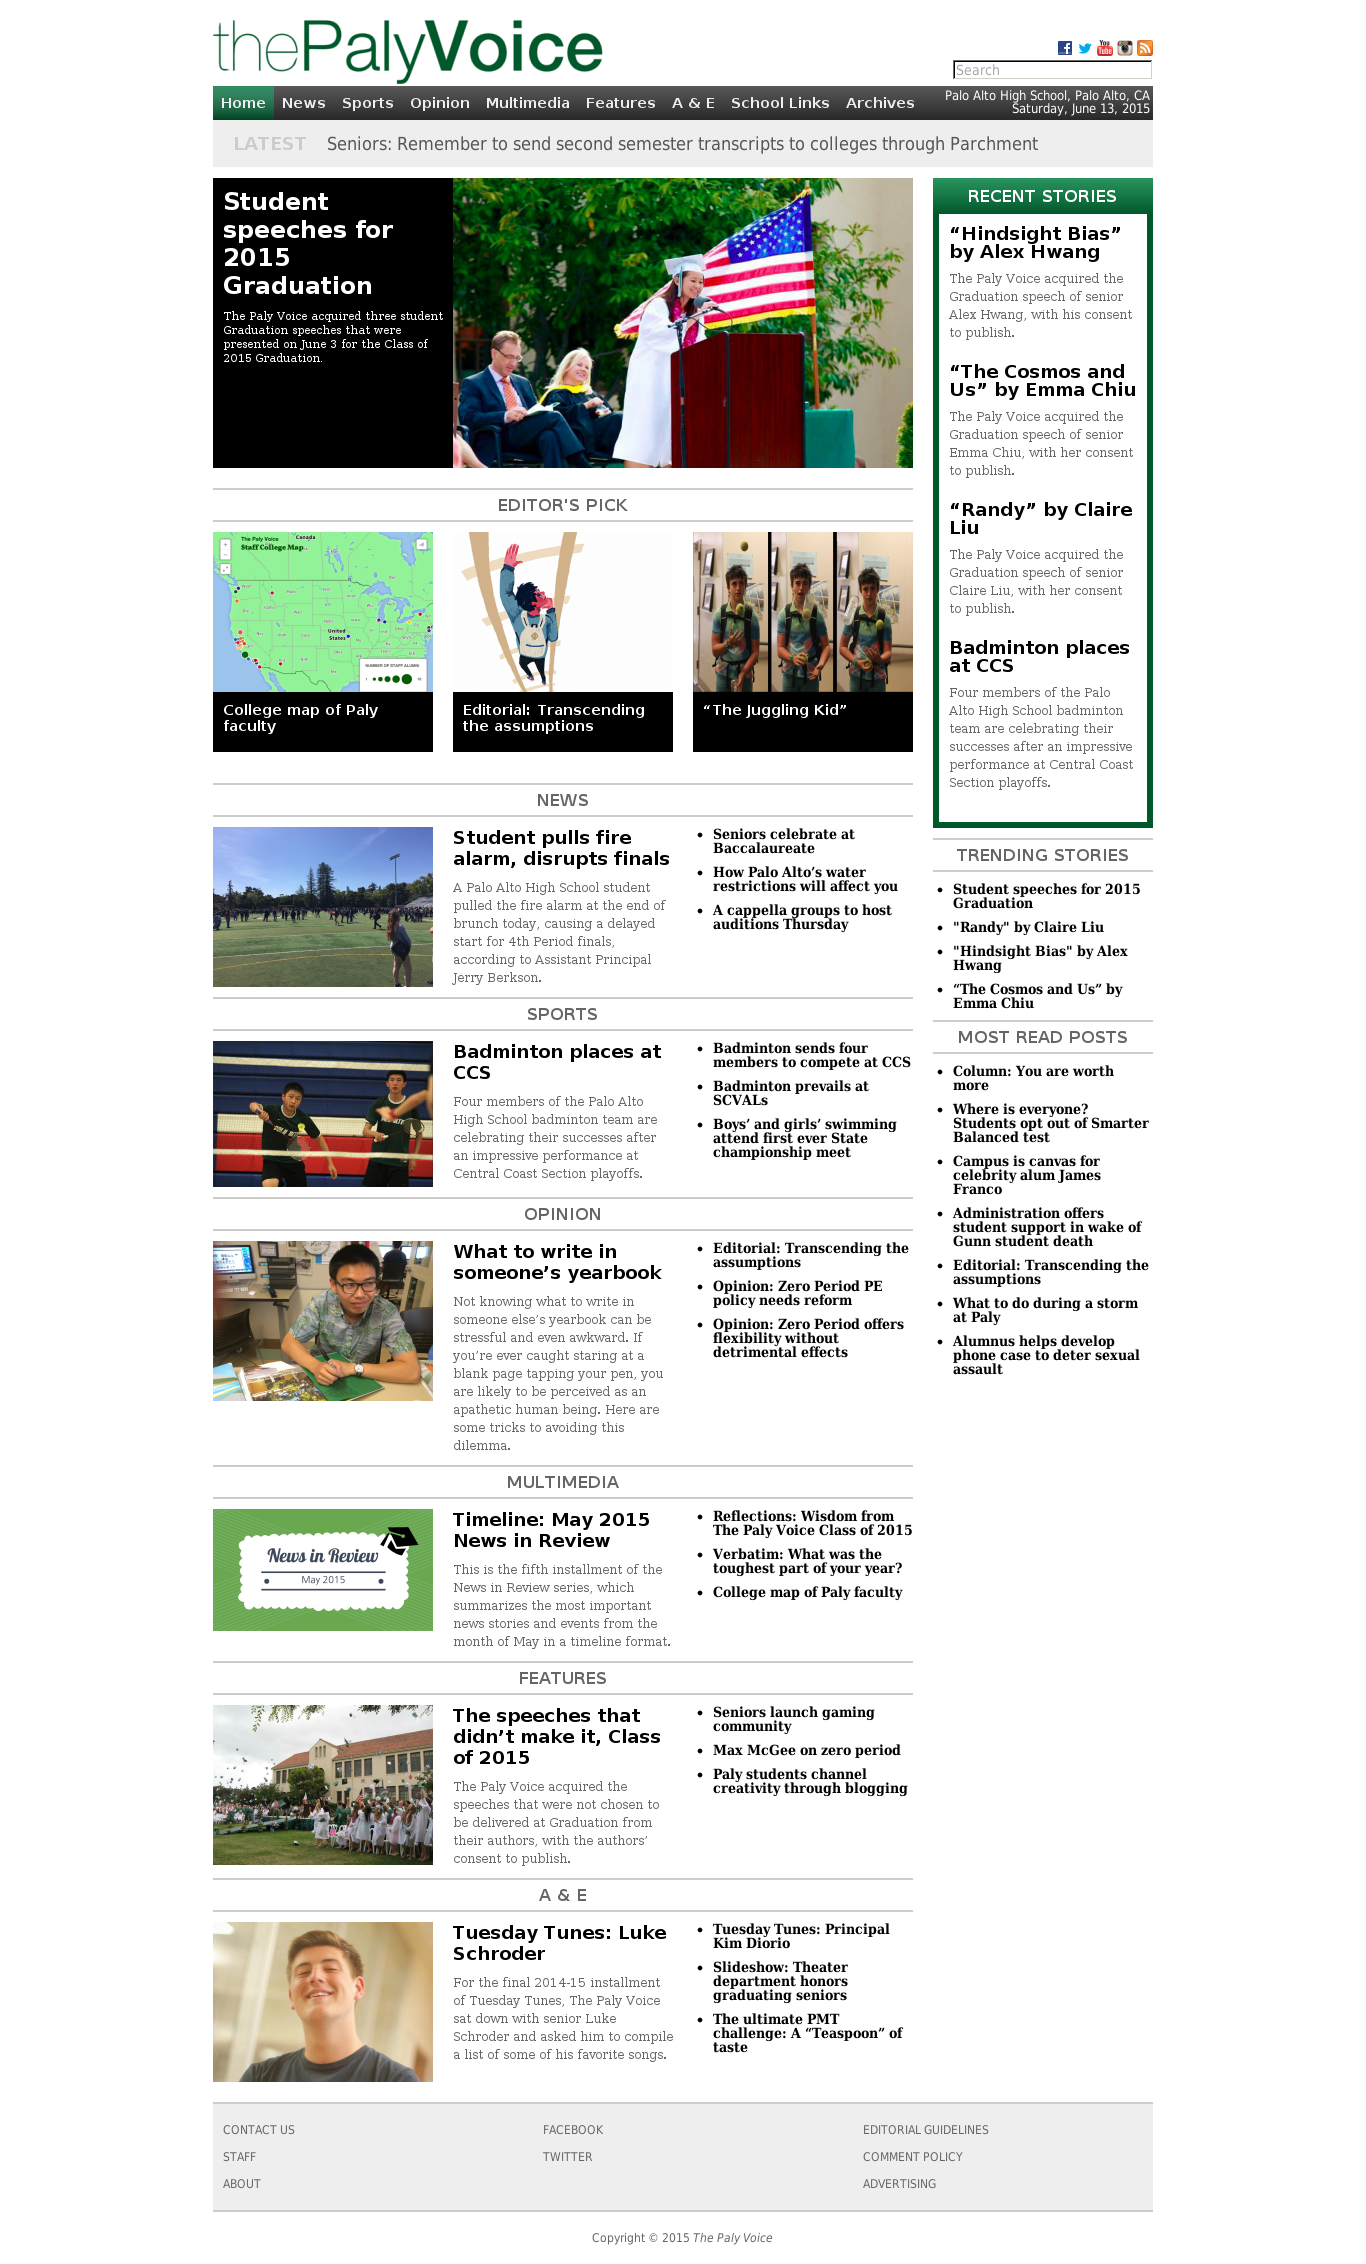 thePalyVoice
Search
Home News Sports Opinion Multimedia Features A & E School Links Archives
Palo Alto High School, Palo Alto, CA
Saturday, June 13, 2015
LATEST Seniors: Remember to send second semester transcripts to colleges through Parchment
Student
speeches for
2015
Graduation
The Paly Voice acquired three student
Graduation speeches that were
presented on June 3 for the Class of
2015 Graduation.
EDITOR'S PICK
The Paly Voice
Staff College Map
Canada
United
States
NUMBER OF STAFF ALUMNI
College map of Paly
faculty
Editorial: Transcending
the assumptions
“The Juggling Kid”
NEWS
Student pulls fire
alarm, disrupts finals
A Palo Alto High School student
pulled the fire alarm at the end of
brunch today, causing a delayed
start for 4th Period finals,
according to Assistant Principal
Jerry Berkson.
• Seniors celebrate at
Baccalaureate
• How Palo Alto’s water
restrictions will affect you
• A cappella groups to host
auditions Thursday
SPORTS
Badminton places at
CCS
Four members of the Palo Alto
High School badminton team are
celebrating their successes after
an impressive performance at
Central Coast Section playoffs.
• Badminton sends four
members to compete at CCS
• Badminton prevails at
SCVALs
• Boys’ and girls’ swimming
attend first ever State
championship meet
OPINION
What to write in
someone’s yearbook
Not knowing what to write in
someone else’s yearbook can be
stressful and even awkward. If
you’re ever caught staring at a
blank page tapping your pen, you
are likely to be perceived as an
apathetic human being. Here are
some tricks to avoiding this
dilemma.
• Editorial: Transcending the
assumptions
• Opinion: Zero Period PE
policy needs reform
• Opinion: Zero Period offers
flexibility without
detrimental effects
MULTIMEDIA
News in Review
May 2015
Timeline: May 2015
News in Review
This is the fifth installment of the
News in Review series, which
summarizes the most important
news stories and events from the
month of May in a timeline format.
• Reflections: Wisdom from
The Paly Voice Class of 2015
• Verbatim: What was the
toughest part of your year?
• College map of Paly faculty
FEATURES
The speeches that
didn’t make it, Class
of 2015
The Paly Voice acquired the
speeches that were not chosen to
be delivered at Graduation from
their authors, with the authors’
consent to publish.
• Seniors launch gaming
community
• Max McGee on zero period
• Paly students channel
creativity through blogging
A & E
Tuesday Tunes: Luke
Schroder
For the final 2014-15 installment
of Tuesday Tunes, The Paly Voice
sat down with senior Luke
Schroder and asked him to compile
a list of some of his favorite songs.
• Tuesday Tunes: Principal
Kim Diorio
• Slideshow: Theater
department honors
graduating seniors
• The ultimate PMT
challenge: A “Teaspoon” of
taste
RECENT STORIES
“Hindsight Bias”
by Alex Hwang
The Paly Voice acquired the
Graduation speech of senior
Alex Hwang, with his consent
to publish.
“The Cosmos and
Us” by Emma Chiu
The Paly Voice acquired the
Graduation speech of senior
Emma Chiu, with her consent
to publish.
“Randy” by Claire
Liu
The Paly Voice acquired the
Graduation speech of senior
Claire Liu, with her consent
to publish.
Badminton places
at CCS
Four members of the Palo
Alto High School badminton
team are celebrating their
successes after an impressive
performance at Central Coast
Section playoffs.
TRENDING STORIES
• Student speeches for 2015
Graduation
• "Randy" by Claire Liu
• "Hindsight Bias" by Alex
Hwang
• “The Cosmos and Us” by
Emma Chiu
MOST READ POSTS
• Column: You are worth
more
• Where is everyone?
Students opt out of Smarter
Balanced test
• Campus is canvas for
celebrity alum James
Franco
• Administration offers
student support in wake of
Gunn student death
• Editorial: Transcending the
assumptions
• What to do during a storm
at Paly
• Alumnus helps develop
phone case to deter sexual
assault
CONTACT US
STAFF
ABOUT
FACEBOOK
TWITTER
EDITORIAL GUIDELINES
COMMENT POLICY
ADVERTISING
Copyright © 2015 The Paly Voice